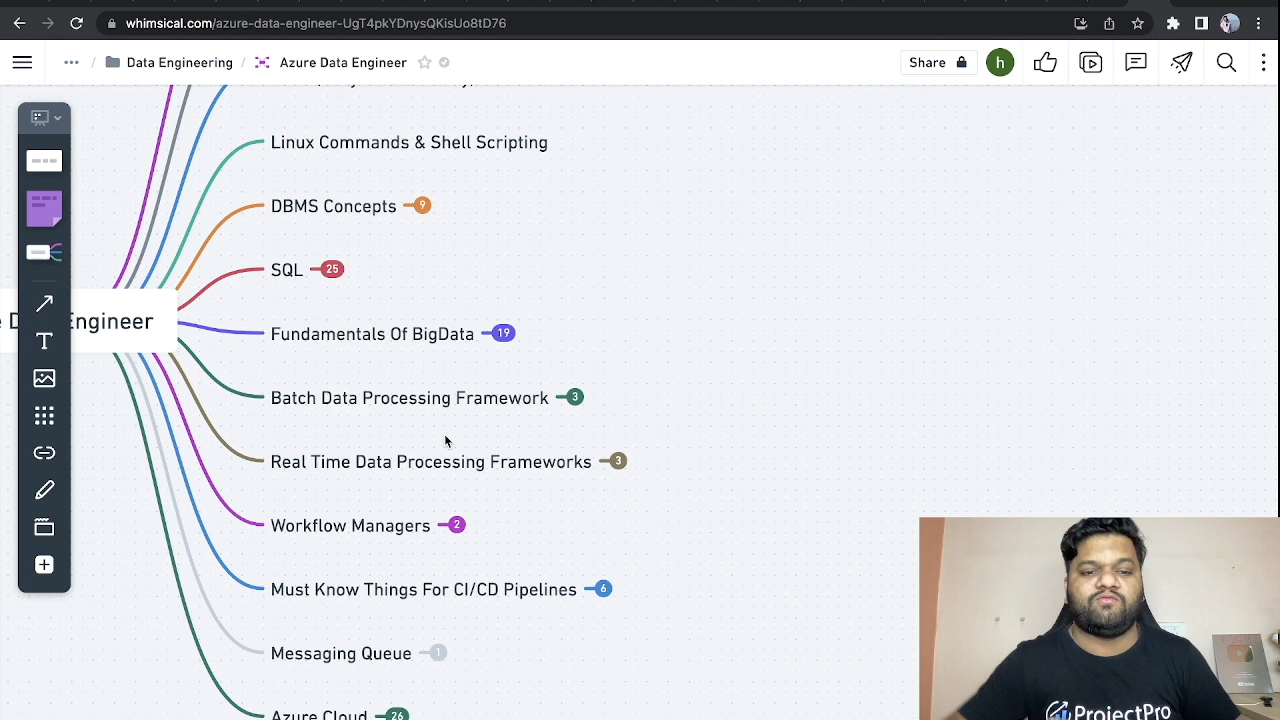 whimsical.com/azure-data-engineer-UgT4pkYDnysQKisUo8tD76
/ Data Engineering / Azure Data Engineer
Share
h
Linux Commands & Shell Scripting
DBMS Concepts 9
SQL 25
Engineer
Fundamentals Of BigData 19
Batch Data Processing Framework 3
Real Time Data Processing Frameworks 3
Workflow Managers 2
Must Know Things For CI/CD Pipelines 6
Messaging Queue 1
Azure Cloud 26
ProjectPro